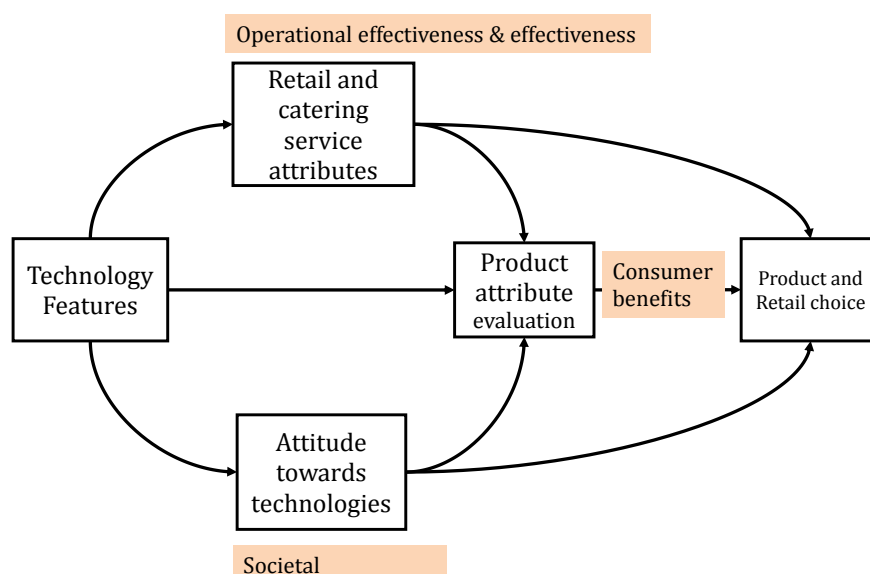 Operational effectiveness & effectiveness
Retail and
catering
service
attributes
Technology
Features
Product
attribute
evaluation
Consumer
benefits
Product and
Retail choice
Attitude
towards
technologies
Societal